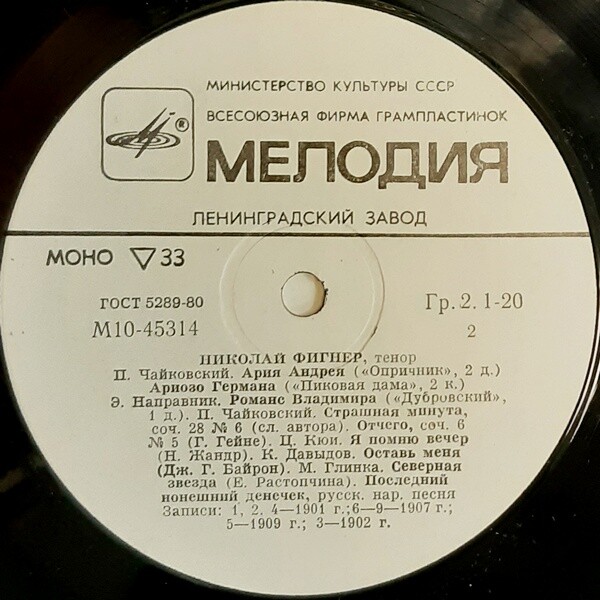 МИНИСТЕРСТВО КУЛЬТУРЫ СССР
ВСЕСОЮЗНАЯ ФИРМА ГРАМПЛАСТИНОК
®
МЕЛОДИЯ
ЛЕНИНГРАДСКИЙ ЗАВОД
МОНО ▽ 33
ГОСТ 5289-80
Гр. 2. 1-20
М10-45314
2
НИКОЛАЙ ФИГНЕР, тенор
П. Чайковский. Ария Андрея («Опричник», 2 д.)
Ариозо Германа («Пиковая дама», 2 к.)
Э. Направник. Романс Владимира («Дубровский»,
1 д.). П. Чайковский. Страшная минута,
соч. 28 № 6 (сл. автора). Отчего, соч. 6
№ 5 (Г. Гейне). Ц. Кюи. Я помню вечер
(Н. Жандр). К. Давыдов. Оставь меня
(Дж. Г. Байрон). М. Глинка. Северная
звезда (Е. Растопчина). Последний
нонешний денечек, русск. нар. песня
Записи: 1, 2. 4—1901 г.;6—9—1907 г.;
5—1909 г.; 3—1902 г.